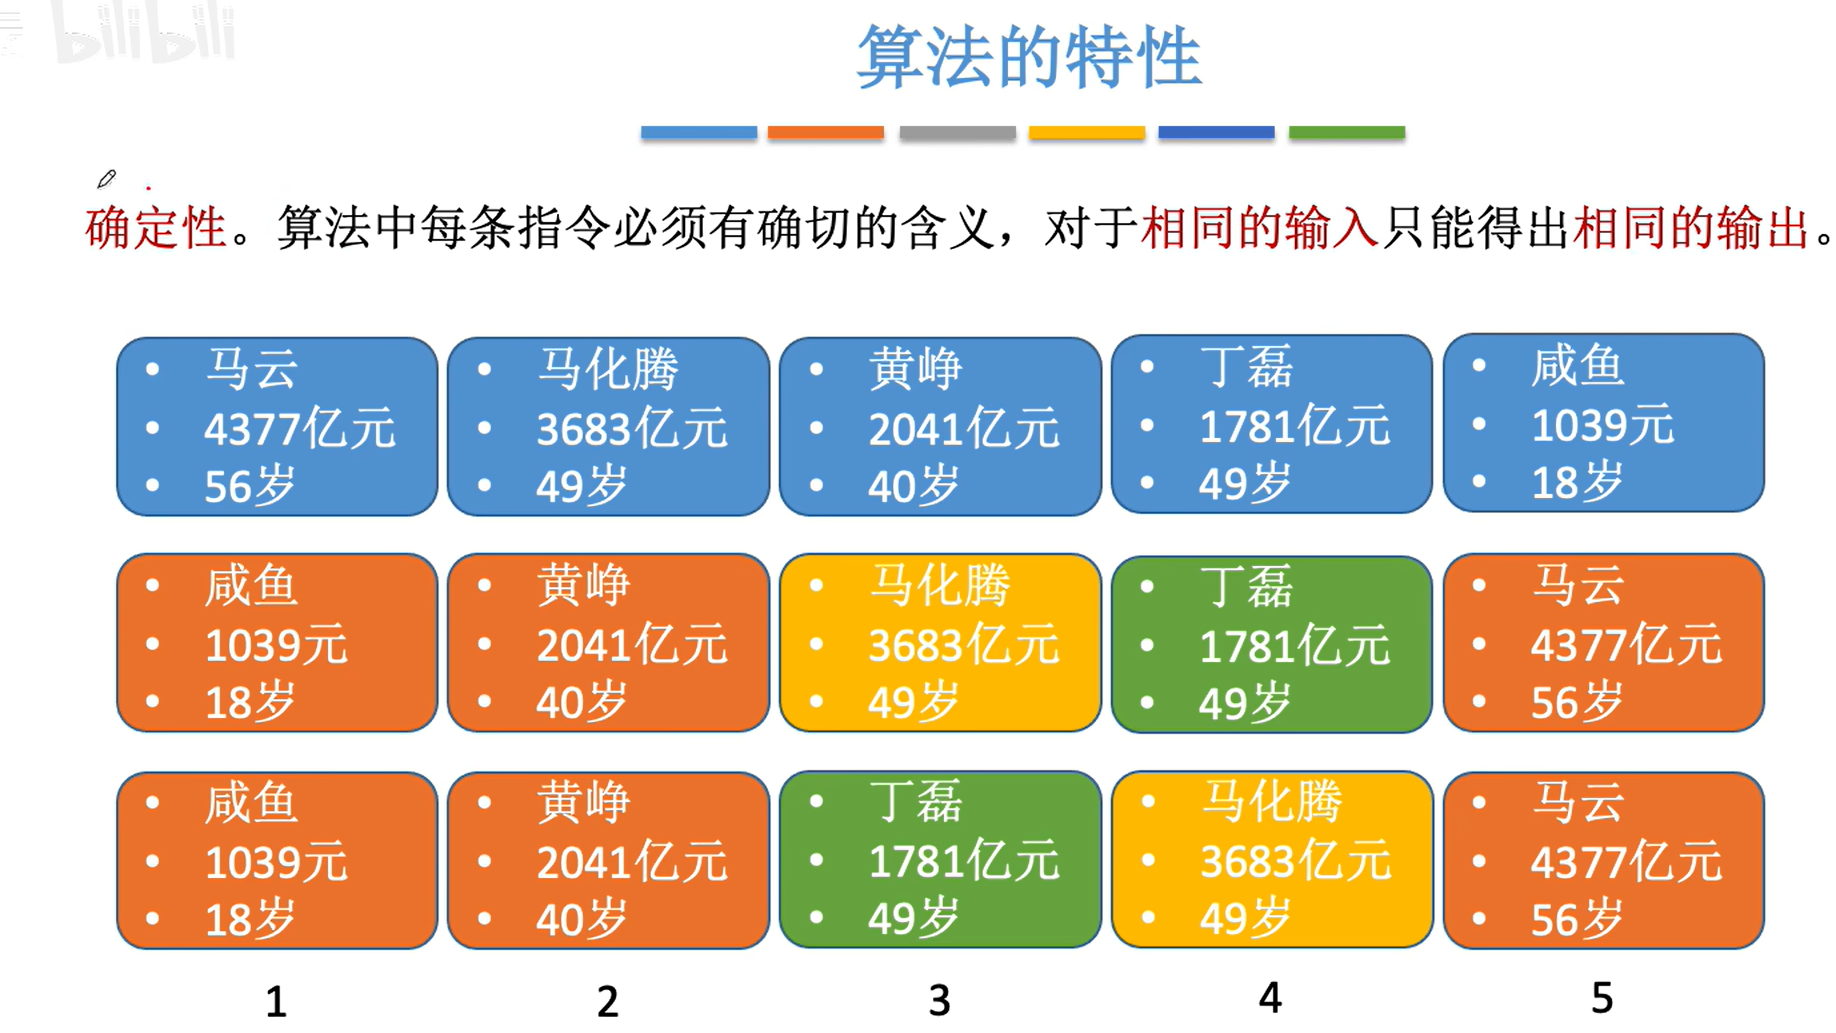 bilibili
算法的特性
确定性。算法中每条指令必须有确切的含义，对于相同的输入只能得出相同的输出。
• 马云
• 4377亿元
• 56岁
• 马化腾
• 3683亿元
• 49岁
• 黄峥
• 2041亿元
• 40岁
• 丁磊
• 1781亿元
• 49岁
• 咸鱼
• 1039元
• 18岁
• 咸鱼
• 1039元
• 18岁
• 黄峥
• 2041亿元
• 40岁
• 马化腾
• 3683亿元
• 49岁
• 丁磊
• 1781亿元
• 49岁
• 马云
• 4377亿元
• 56岁
• 咸鱼
• 1039元
• 18岁
• 黄峥
• 2041亿元
• 40岁
• 丁磊
• 1781亿元
• 49岁
• 马化腾
• 3683亿元
• 49岁
• 马云
• 4377亿元
• 56岁
1 2 3 4 5